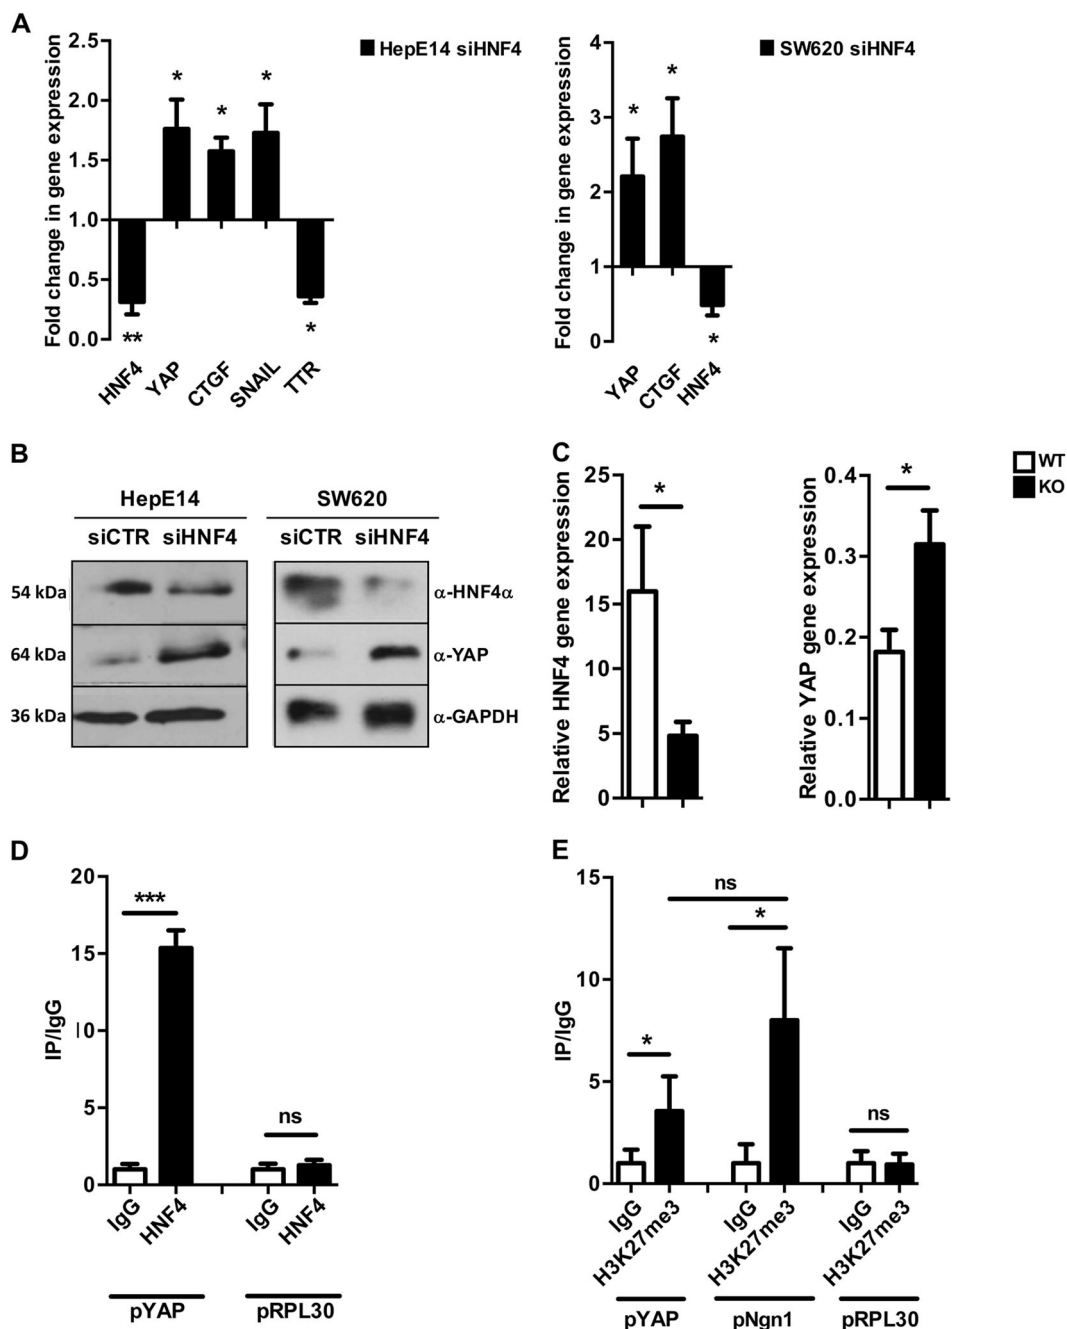 A
Fold change in gene expression
2.5
2.0
1.5
1.0
0.5
0.0
HepE14 siHNF4
*
*
*
**
*
HNF4
YAP
CTGF
SNAIL
TTR
Fold change in gene expression
4
3
2
1
0
SW620 siHNF4
*
*
*
YAP
CTGF
HNF4
B
HepE14
SW620
siCTR siHNF4
siCTR siHNF4
54 kDa
α-HNF4α
64 kDa
α-YAP
36 kDa
α-GAPDH
C
Relative HNF4 gene expression
25
20
15
10
5
0
*
Relative YAP gene expression
0.4
0.3
0.2
0.1
0.0
*
WT
KO
D
IP/IgG
20
15
10
5
0
***
ns
IgG
HNF4
IgG
HNF4
pYAP
pRPL30
E
IP/IgG
15
10
5
0
ns
*
*
ns
IgG
H3K27me3
IgG
H3K27me3
IgG
H3K27me3
pYAP
pNgn1
pRPL30